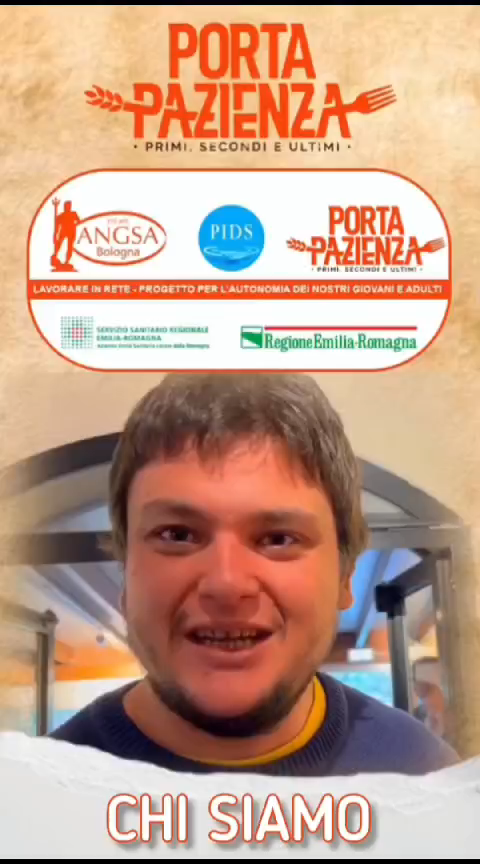 PORTA
PAZIENZA
• PRIMI, SECONDI E ULTIMI •
ANGSA
Bologna
PIDS
PORTA
PAZIENZA
• PRIMI, SECONDI E ULTIMI •
LAVORARE IN RETE - PROGETTO PER L'AUTONOMIA DEI NOSTRI GIOVANI E ADULTI
SERVIZIO SANITARIO REGIONALE
EMILIA-ROMAGNA
RegioneEmilia-Romagna
CHI SIAMO